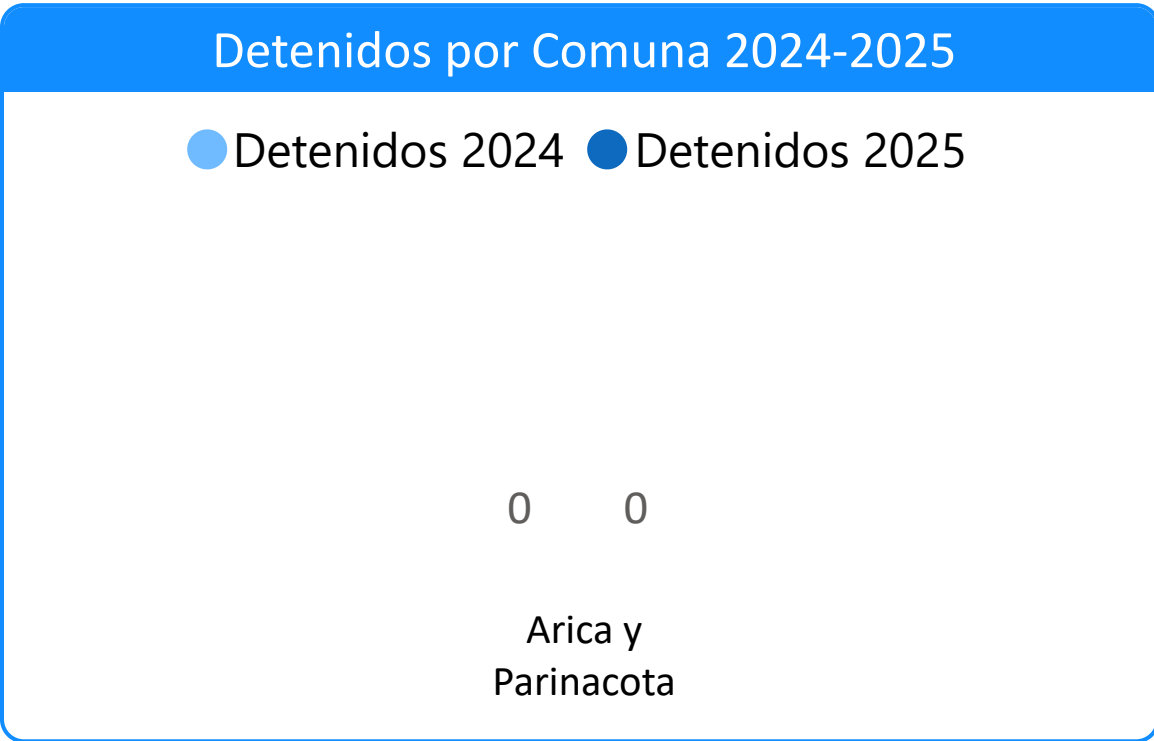 Detenidos por Comuna 2024-2025
Detenidos 2024 Detenidos 2025
0 0
Arica y
Parinacota